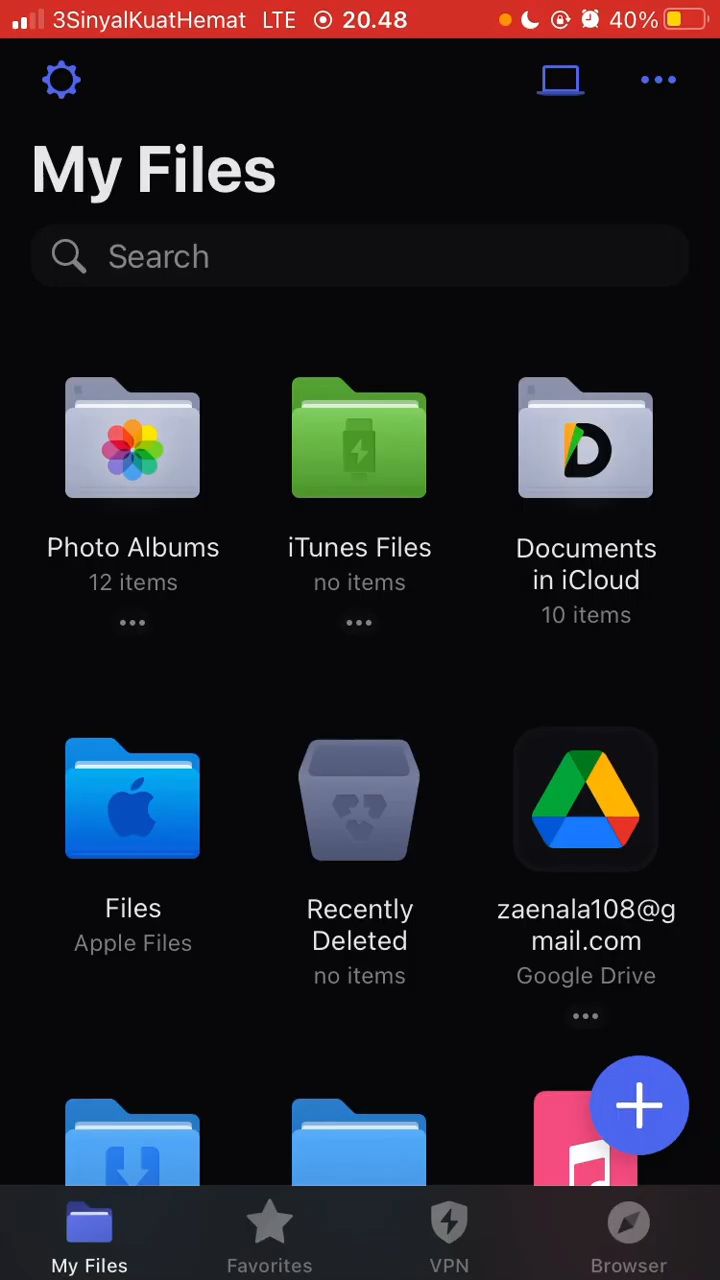 3SinyalKuatHemat LTE 20.48 40%
My Files
Search
Photo Albums
12 items
iTunes Files
no items
Documents
in iCloud
10 items
Files
Apple Files
Recently
Deleted
no items
zaenala108@g
mail.com
Google Drive
My Files
Favorites
VPN
Browser